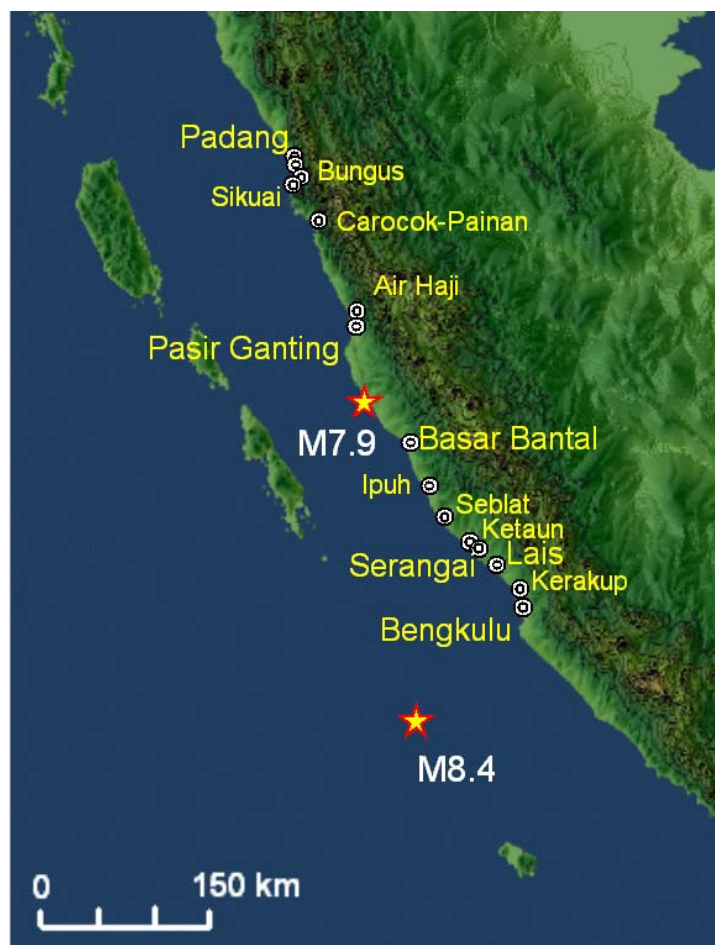 Padang
Bungus
Sikuai
Carocok-Painan
Air Haji
Pasir Ganting
M7.9
Basar Bantal
Ipuh
Seblat
Ketaun
Serangai
Lais
Kerakup
Bengkulu
M8.4
0 150 km